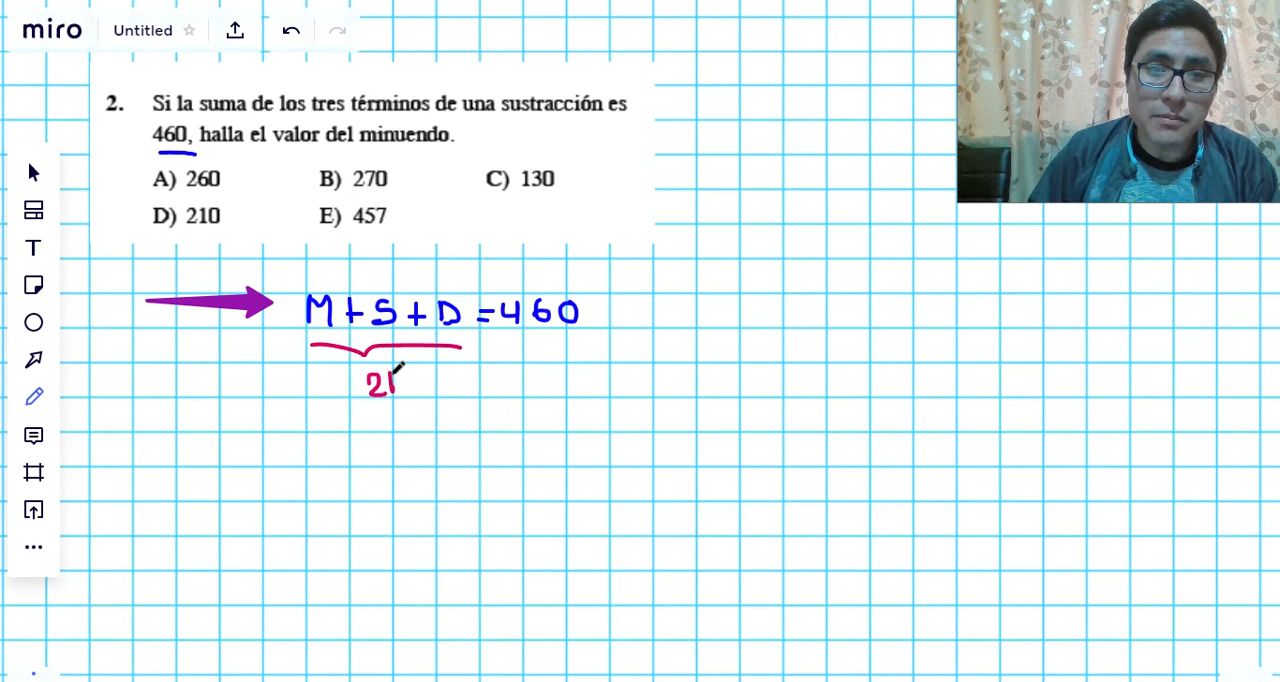 miro Untitled
2. Si la suma de los tres términos de una sustracción es
460, halla el valor del minuendo.
A) 260 B) 270 C) 130
D) 210 E) 457
M+S+D=460
2
T